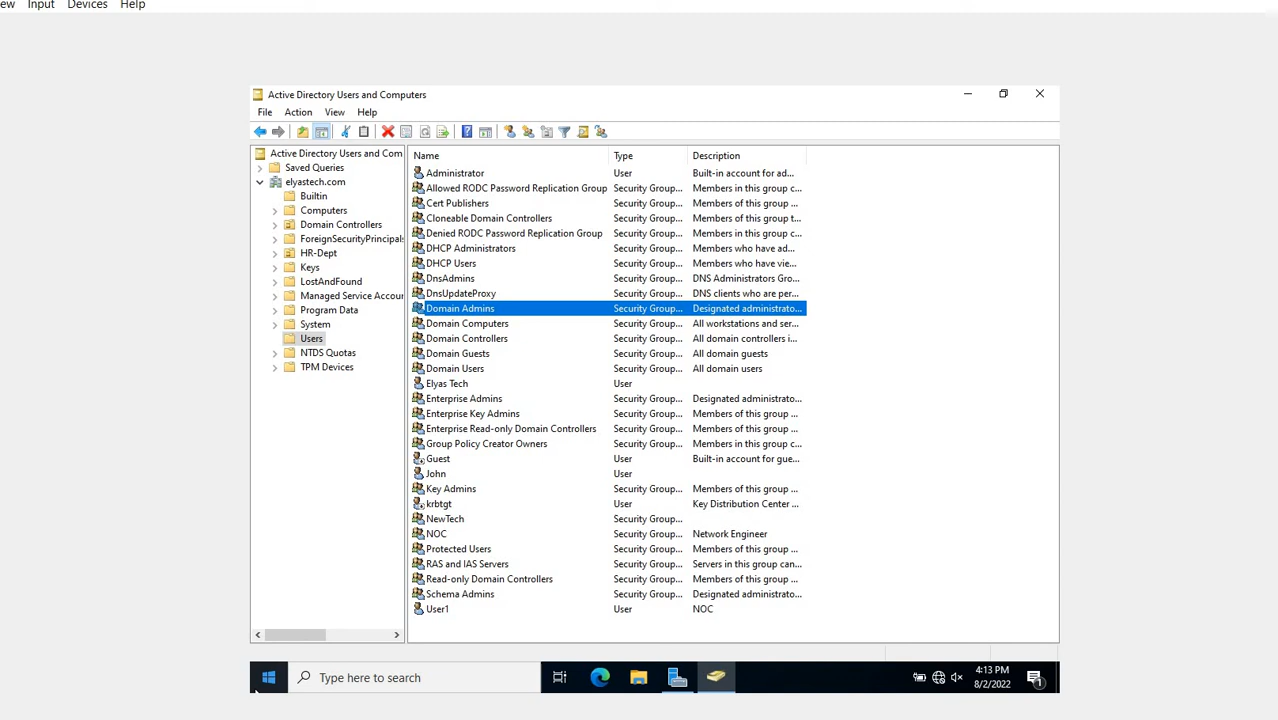 ew Input Devices Help
Active Directory Users and Computers
File Action View Help
Active Directory Users and Com
Saved Queries
elyastech.com
Builtin
Computers
Domain Controllers
ForeignSecurityPrincipals
HR-Dept
Keys
LostAndFound
Managed Service Accou
Program Data
System
Users
NTDS Quotas
TPM Devices
Name Type Description
Administrator User Built-in account for ad...
Allowed RODC Password Replication Group Security Group... Members in this group c...
Cert Publishers Security Group... Members of this group ...
Cloneable Domain Controllers Security Group... Members of this group t...
Denied RODC Password Replication Group Security Group... Members in this group c...
DHCP Administrators Security Group... Members who have ad...
DHCP Users Security Group... Members who have vie...
DnsAdmins Security Group... DNS Administrators Gro...
DnsUpdateProxy Security Group... DNS clients who are per...
Domain Admins Security Group... Designated administrato...
Domain Computers Security Group... All workstations and ser...
Domain Controllers Security Group... All domain controllers i...
Domain Guests Security Group... All domain guests
Domain Users Security Group... All domain users
Elyas Tech User
Enterprise Admins Security Group... Designated administrato...
Enterprise Key Admins Security Group... Members of this group ...
Enterprise Read-only Domain Controllers Security Group... Members of this group ...
Group Policy Creator Owners Security Group... Members in this group c...
Guest User Built-in account for gue...
John User
Key Admins Security Group... Members of this group ...
krbtgt User Key Distribution Center ...
NewTech Security Group...
NOC Security Group... Network Engineer
Protected Users Security Group... Members of this group ...
RAS and IAS Servers Security Group... Servers in this group can...
Read-only Domain Controllers Security Group... Members of this group ...
Schema Admins Security Group... Designated administrato...
User1 User NOC
Type here to search
4:13 PM
8/2/2022
1